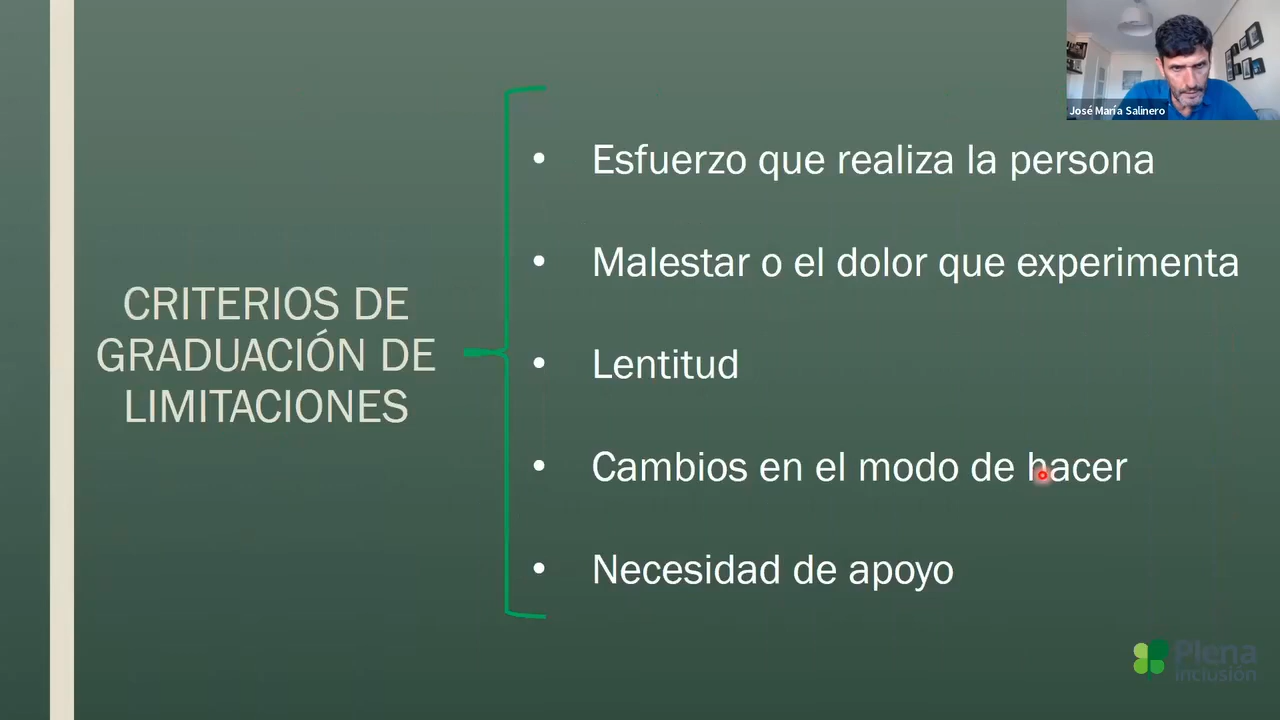 José María Salinero
CRITERIOS DE
GRADUACIÓN DE
LIMITACIONES
• Esfuerzo que realiza la persona
• Malestar o el dolor que experimenta
• Lentitud
• Cambios en el modo de hacer
• Necesidad de apoyo
Plena
inclusión